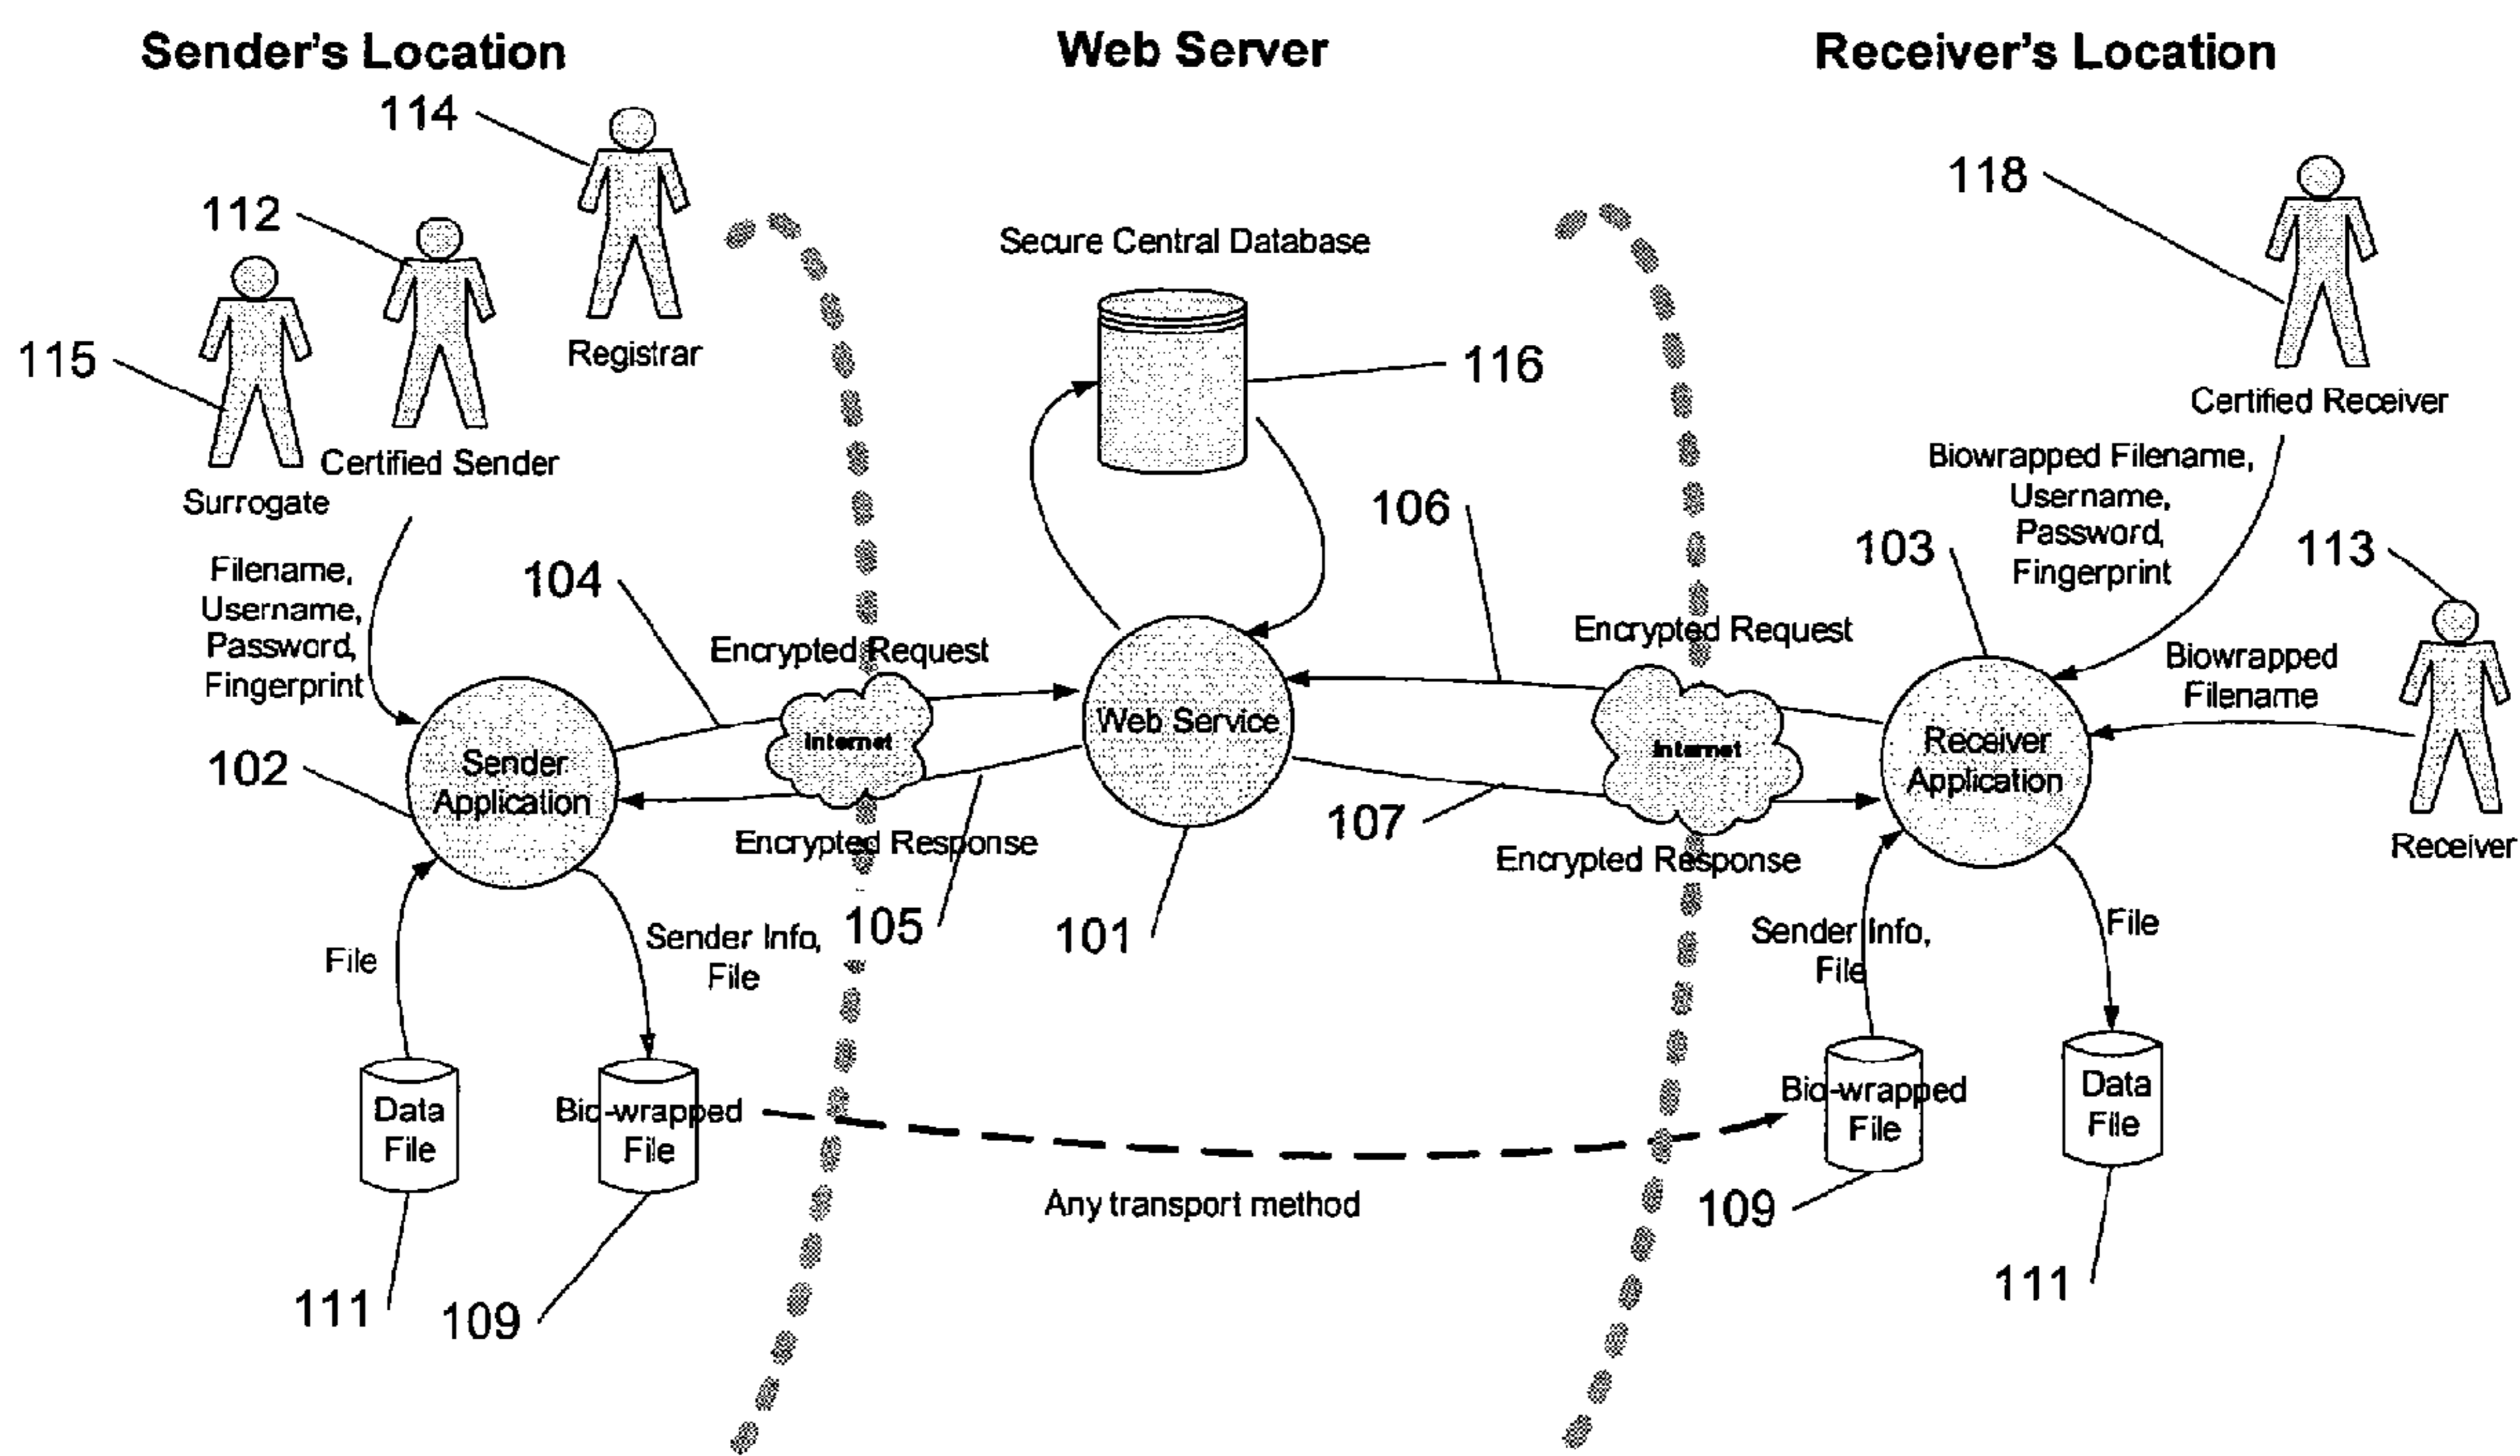 Sender's Location
114
112
115
Registrar
Certified Sender
Surrogate
Filename,
Username,
Password,
Fingerprint
104
Encrypted Request
Internet
102
Sender
Application
Encrypted Response
105
File
Sender Info,
File
Data
File
Bio-wrapped
File
111
109
Web Server
Secure Central Database
116
106
Web Service
101
107
Any transport method
Receiver's Location
118
Certified Receiver
Biowrapped Filename,
Username,
Password,
Fingerprint
103
113
Encrypted Request
Internet
Biowrapped
Filename
Receiver
Application
Receiver
Encrypted Response
Sender Info,
File
File
Bio-wrapped
File
Data
File
109
111